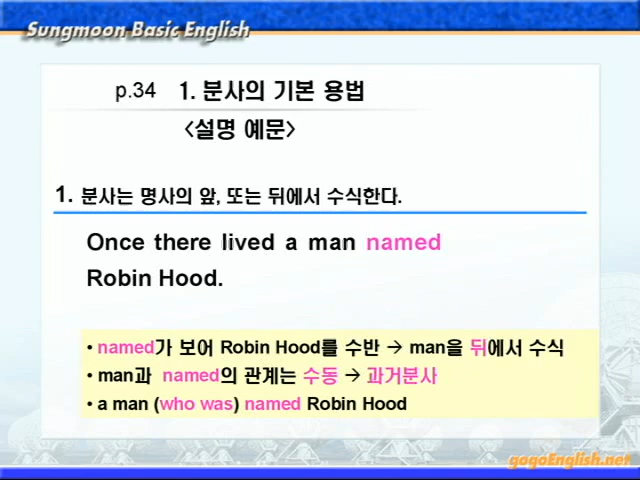 Sungmoon Basic English
p.34 1. 분사의 기본 용법
<설명 예문>
1. 분사는 명사의 앞, 또는 뒤에서 수식한다.
Once there lived a man named
Robin Hood.
• named가 보어 Robin Hood를 수반 → man을 뒤에서 수식
• man과 named의 관계는 수동 → 과거분사
• a man (who was) named Robin Hood
gogoEnglish.net